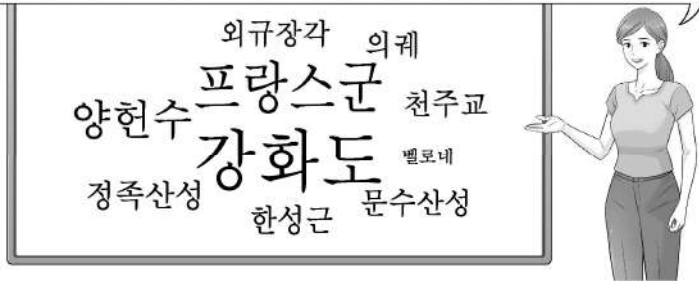 외규장각 의궤
프랑스군 천주교
양헌수
강화도 벨로네
정족산성 문수산성
한성근